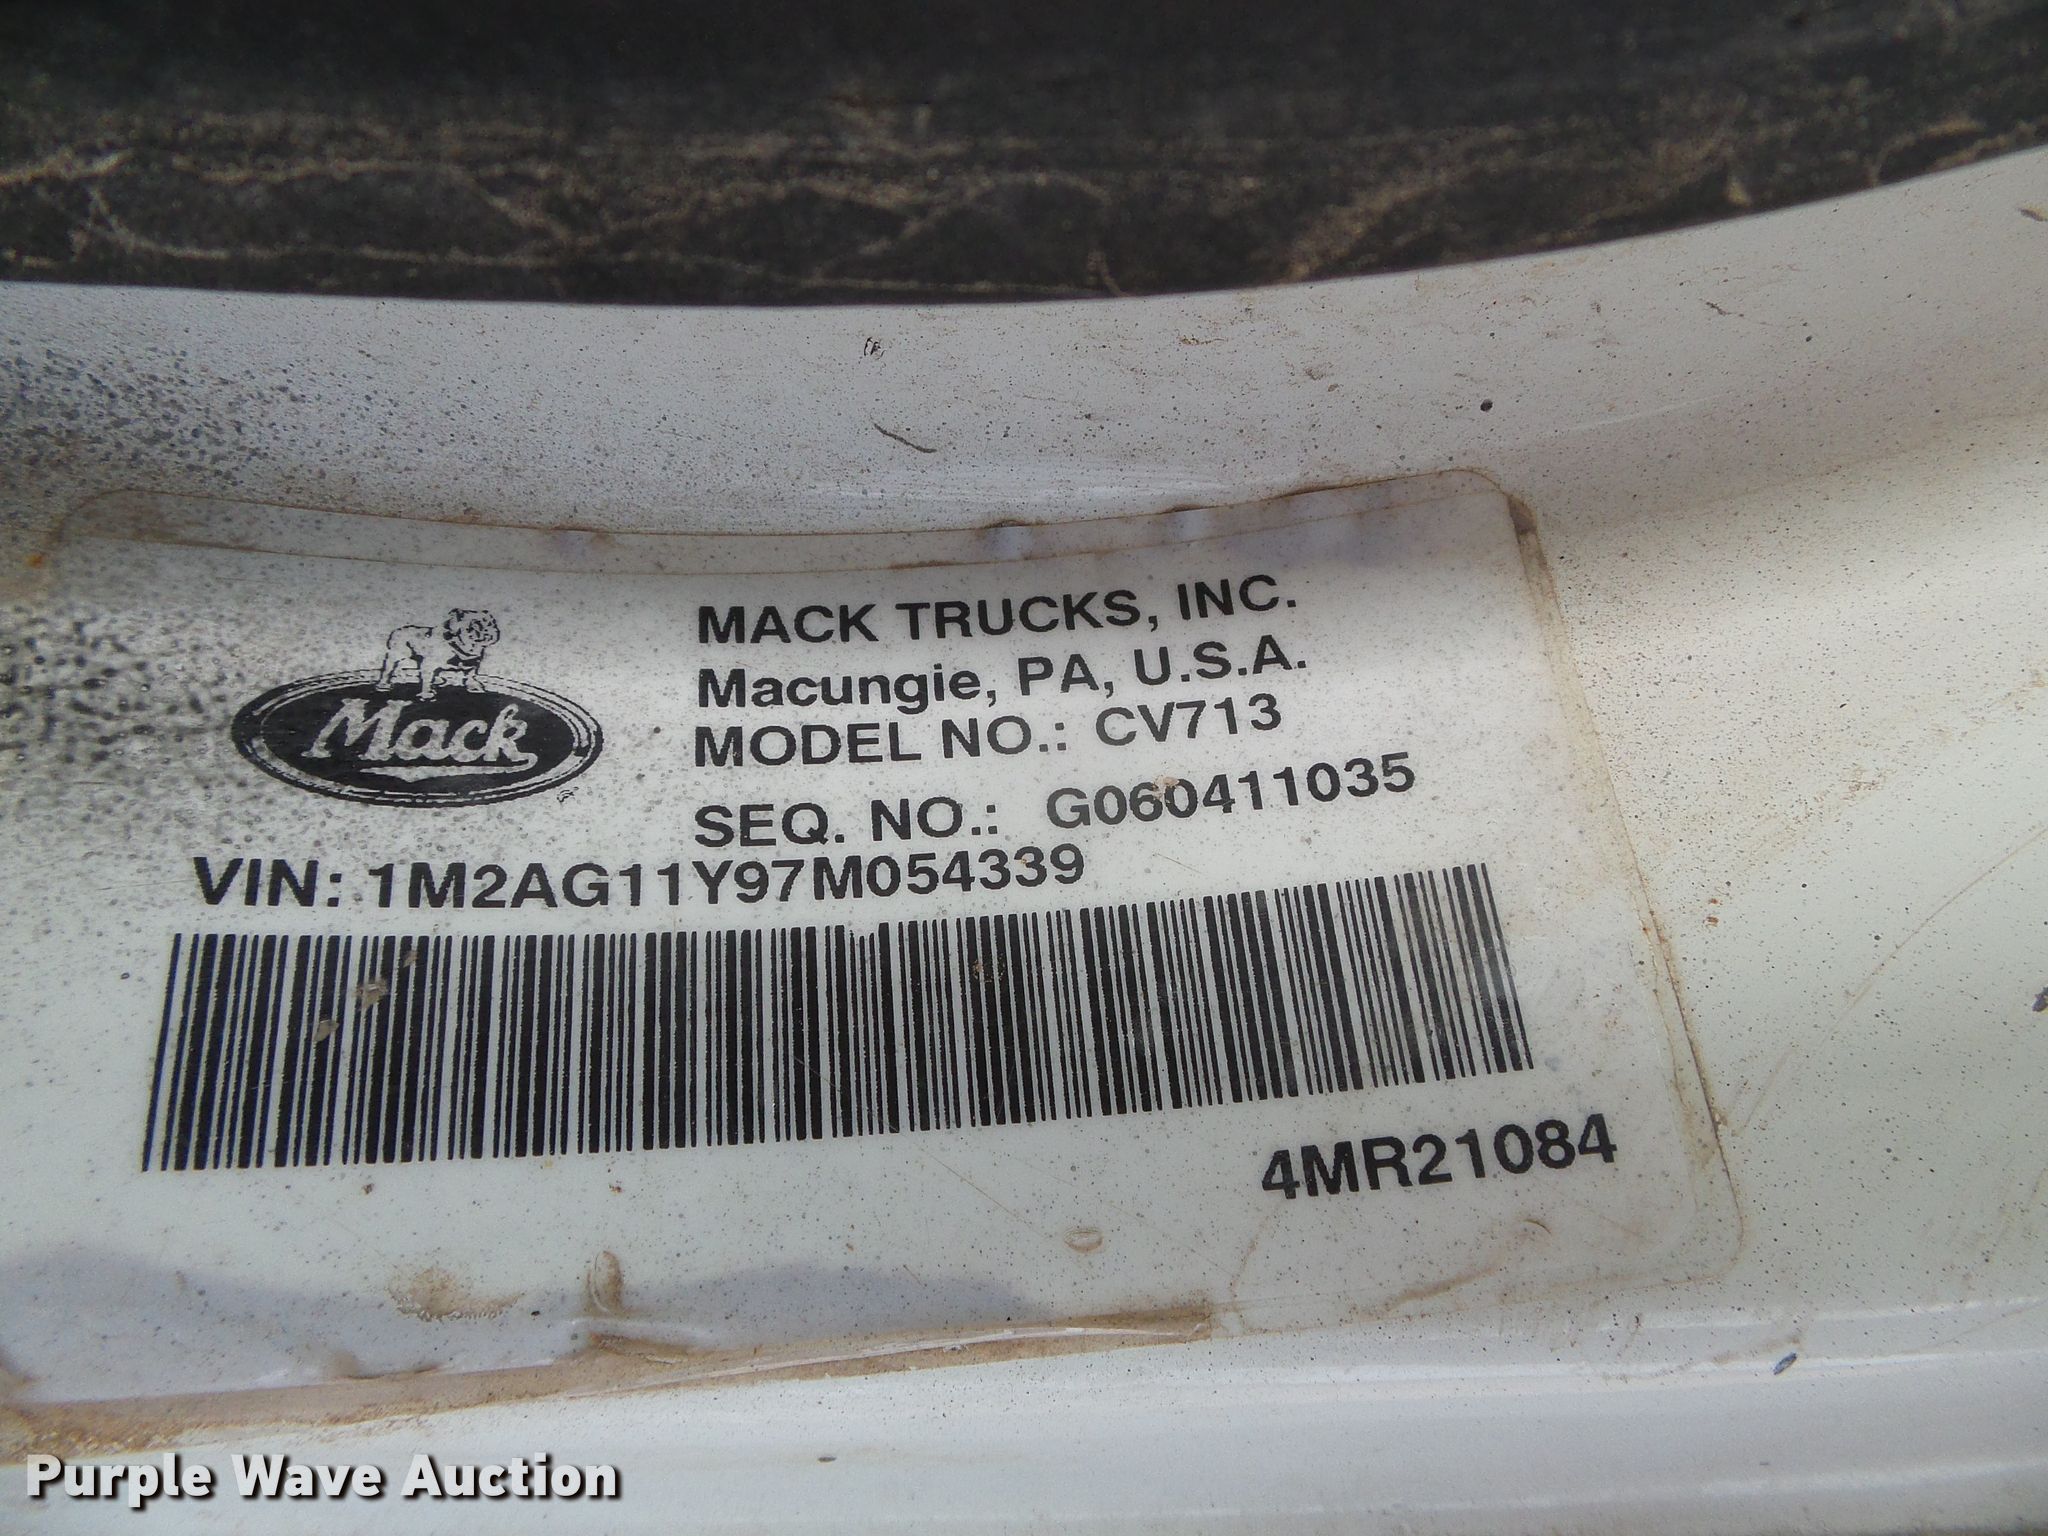 Mack
MACK TRUCKS, INC.
Macungie, PA, U.S.A.
MODEL NO.: CV713
SEQ. NO.: G060411035
VIN: 1M2AG11Y97M054339
4MR21084
Purple Wave Auction